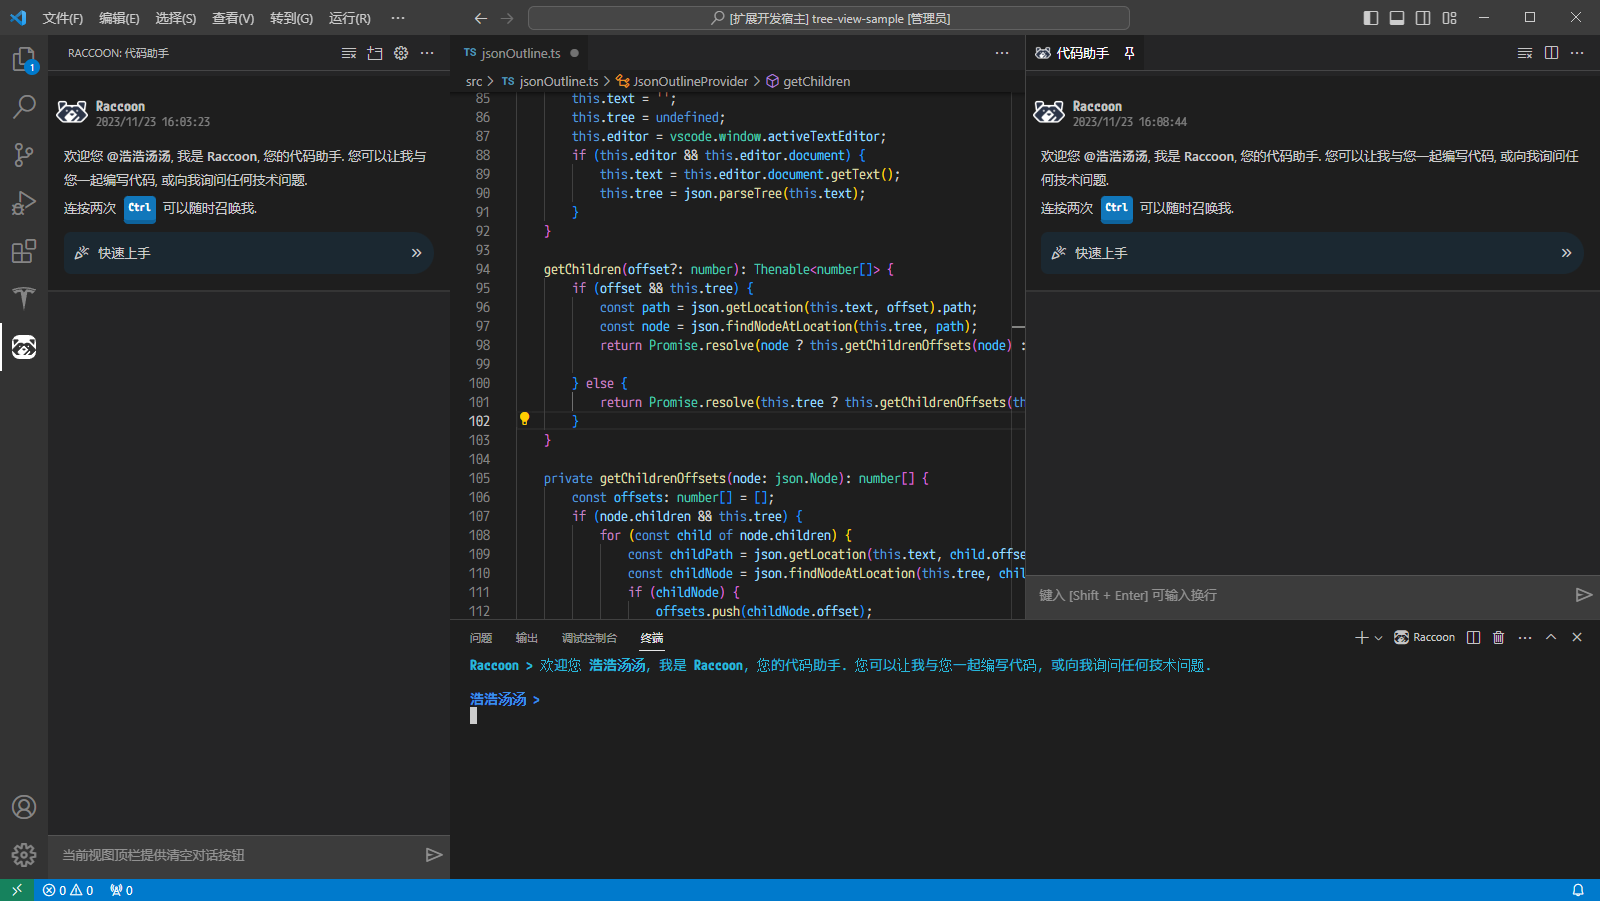 文件(F) 编辑(E) 选择(S) 查看(V) 转到(G) 运行(R) ···
[扩展开发宿主] tree-view-sample [管理员]
RACCOON: 代码助手
1
Raccoon
2023/11/23 16:03:23
欢迎您 @浩浩汤汤, 我是 Raccoon, 您的代码助手. 您可以让我与
您一起编写代码, 或向我询问任何技术问题.
连按两次 Ctrl 可以随时召唤我.
快速上手
当前视图顶栏提供清空对话按钮
TS jsonOutline.ts
src > TS jsonOutline.ts > JsonOutlineProvider > getChildren
85 this.text = '';
86 this.tree = undefined;
87 this.editor = vscode.window.activeTextEditor;
88 if (this.editor && this.editor.document) {
89 this.text = this.editor.document.getText();
90 this.tree = json.parseTree(this.text);
91 }
92 }
93
94 getChildren(offset?: number): Thenable<number[]> {
95 if (offset && this.tree) {
96 const path = json.getLocation(this.text, offset).path;
97 const node = json.findNodeAtLocation(this.tree, path);
98 return Promise.resolve(node ? this.getChildrenOffsets(node) :
99
100 } else {
101 return Promise.resolve(this.tree ? this.getChildrenOffsets(th
102 }
103 }
104
105 private getChildrenOffsets(node: json.Node): number[] {
106 const offsets: number[] = [];
107 if (node.children && this.tree) {
108 for (const child of node.children) {
109 const childPath = json.getLocation(this.text, child.offse
110 const childNode = json.findNodeAtLocation(this.tree, chil
111 if (childNode) {
112 offsets.push(childNode.offset);
代码助手
Raccoon
2023/11/23 16:08:44
欢迎您 @浩浩汤汤, 我是 Raccoon, 您的代码助手. 您可以让我与您一起编写代码, 或向我询问任
何技术问题.
连按两次 Ctrl 可以随时召唤我.
快速上手
键入 [Shift + Enter] 可输入换行
问题 输出 调试控制台 终端
Raccoon
Raccoon > 欢迎您 浩浩汤汤, 我是 Raccoon, 您的代码助手. 您可以让我与您一起编写代码, 或向我询问任何技术问题.
浩浩汤汤 >
0 0 0